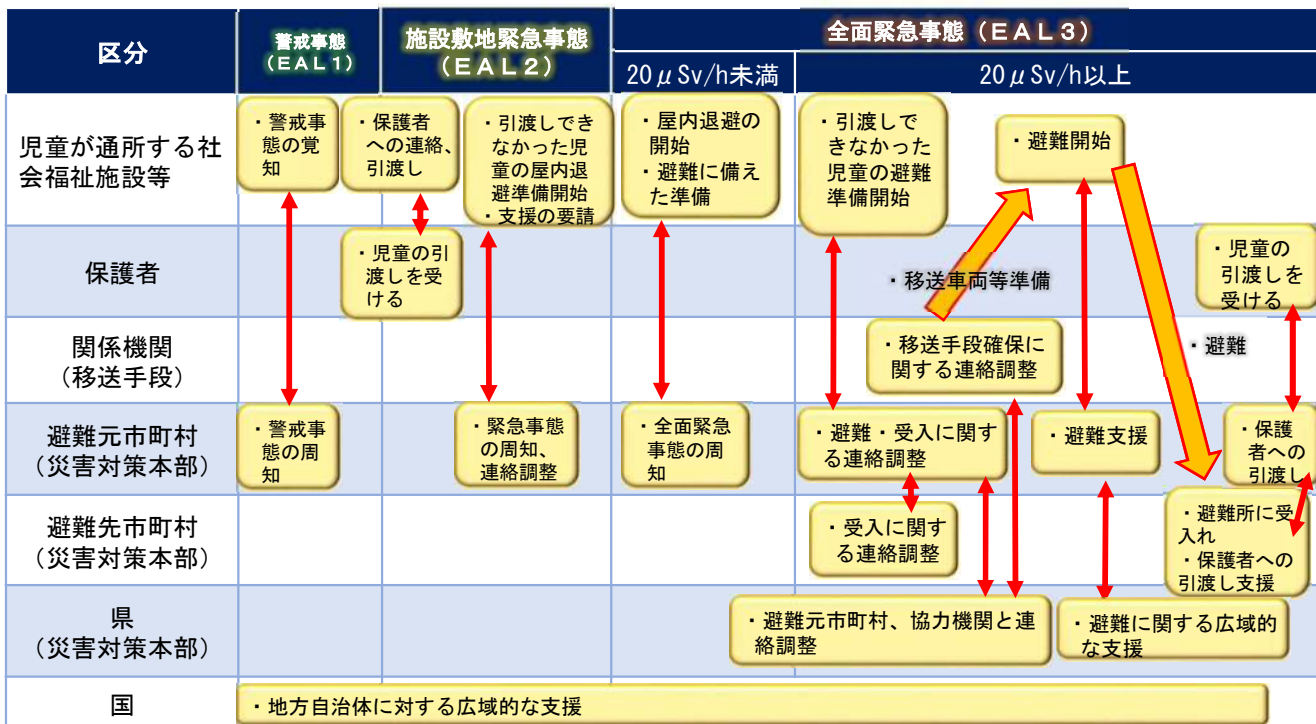 区分
警戒事態
(EAL1)
施設敷地緊急事態
(EAL2)
全面緊急事態(EAL3)
20μSv/h未満
20μSv/h以上
児童が通所する社
会福祉施設等
・警戒事
態の覚
知
・保護者
への連絡、
引渡し
・引渡しでき
なかった児
童の屋内退
避準備開始
・支援の要請
・屋内退避の
開始
・避難に備え
た準備
・引渡しで
きなかった
児童の避難
準備開始
・避難開始
保護者
・児童の引
渡しを受
ける
・移送車両等準備
・児童の
引渡しを
受ける
関係機関
(移送手段)
・移送手段確保に
関する連絡調整
・避難
避難元市町村
(災害対策本部)
・警戒事
態の周
知
・緊急事態
の周知、
連絡調整
・全面緊急
事態の周
知
・避難・受入に関す
る連絡調整
・避難支援
・保護
者への
引渡し
避難先市町村
(災害対策本部)
・受入に関す
る連絡調整
・避難所に受
入れ
・保護者への
引渡し支援
県
(災害対策本部)
・避難元市町村、協力機関と連
絡調整
・避難に関する広域的
な支援
国
・地方自治体に対する広域的な支援